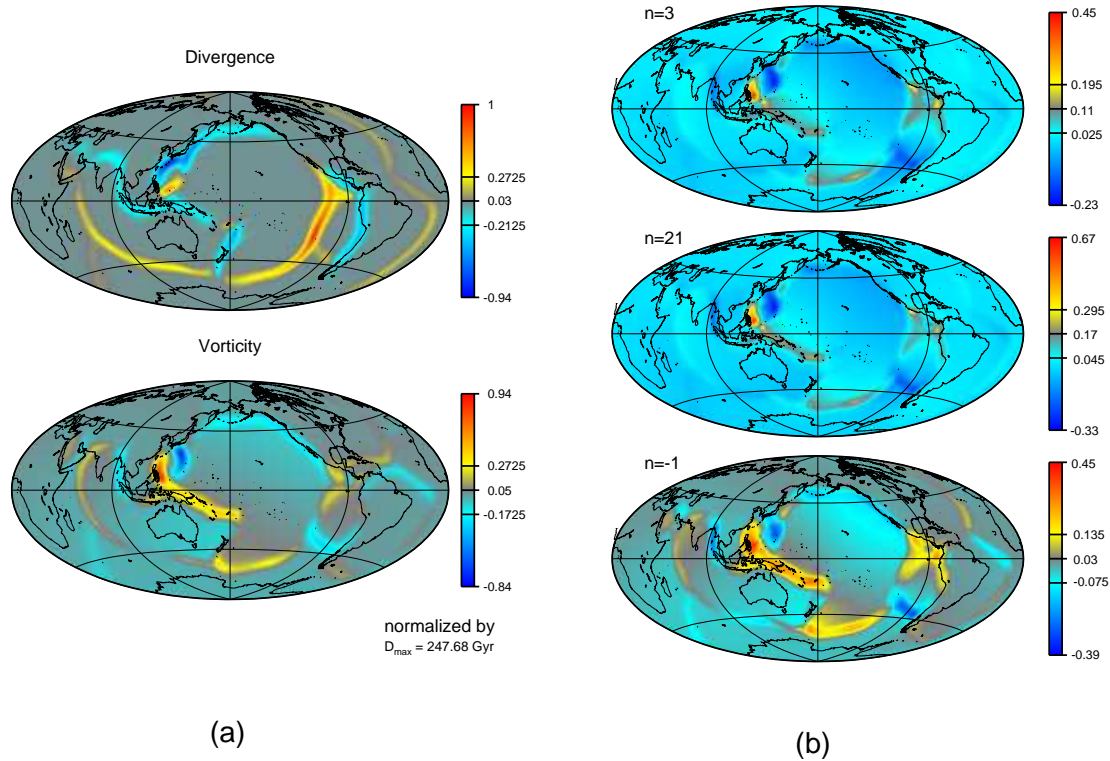 Divergence
1
0.2725
0.03
-0.2125
-0.94
Vorticity
0.94
0.2725
0.05
-0.1725
-0.84
normalized by
Dmax = 247.68 Gyr
(a)
n=3
0.45
0.195
0.11
0.025
-0.23
n=21
0.67
0.295
0.17
0.045
-0.33
n=-1
0.45
0.135
0.03
-0.075
-0.39
(b)